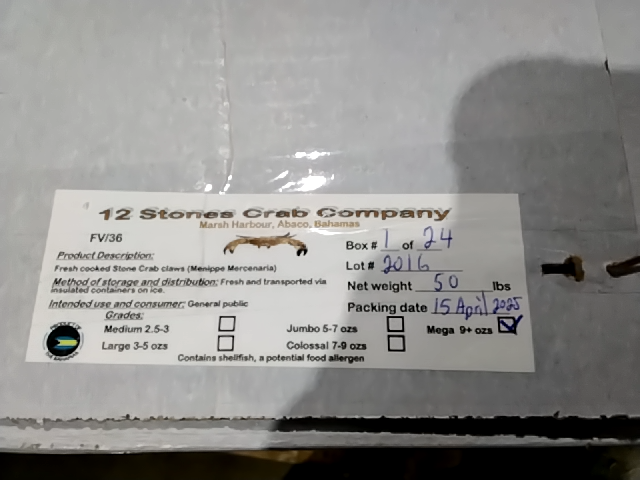 12 Stones Crab Company
Marsh Harbour, Abaco, Bahamas
FV/36
Box # 1 of 24
Lot # 2016
Product Description:
Fresh cooked Stone Crab claws (Menippe Mercenaria)
Net weight 50 lbs
Method of storage and distribution: Fresh and transported via
insulated containers on ice.
Packing date 15 April 2025
Intended use and consumer: General public
Grades:
Medium 2.5-3
Jumbo 5-7 ozs
Mega 9+ ozs
Large 3-5 ozs
Colossal 7-9 ozs
Contains shellfish, a potential food allergen